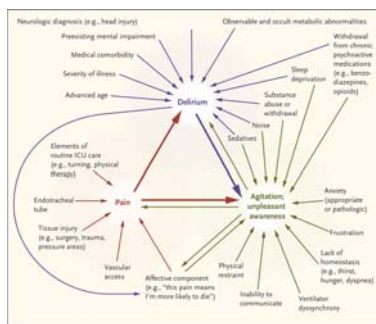 Neurologic diagnosis (e.g., head injury)
Observable and occult metabolic abnormalities
Preexisting mental impairment
Withdrawal
from chronic
psychoactive
medications
(e.g., benzo-
diazepines,
opioids)
Medical comorbidity
Sleep
deprivation
Severity of illness
Substance
abuse or
withdrawal
Advanced age
Delirium
Noise
Sedatives
Elements of
routine ICU care
(e.g., turning, physical
therapy)
Endotracheal
tube
Pain
Agitation;
unpleasant
awareness
Anxiety
(appropriate
or pathologic)
Frustration
Tissue injury
(e.g., surgery, trauma,
pressure areas)
Vascular
access
Affective component
(e.g., "this pain means
I'm more likely to die")
Physical
restraint
Inability to
communicate
Lack of
homeostasis
(e.g., thirst,
hunger, dyspnea)
Ventilator
dyssynchrony